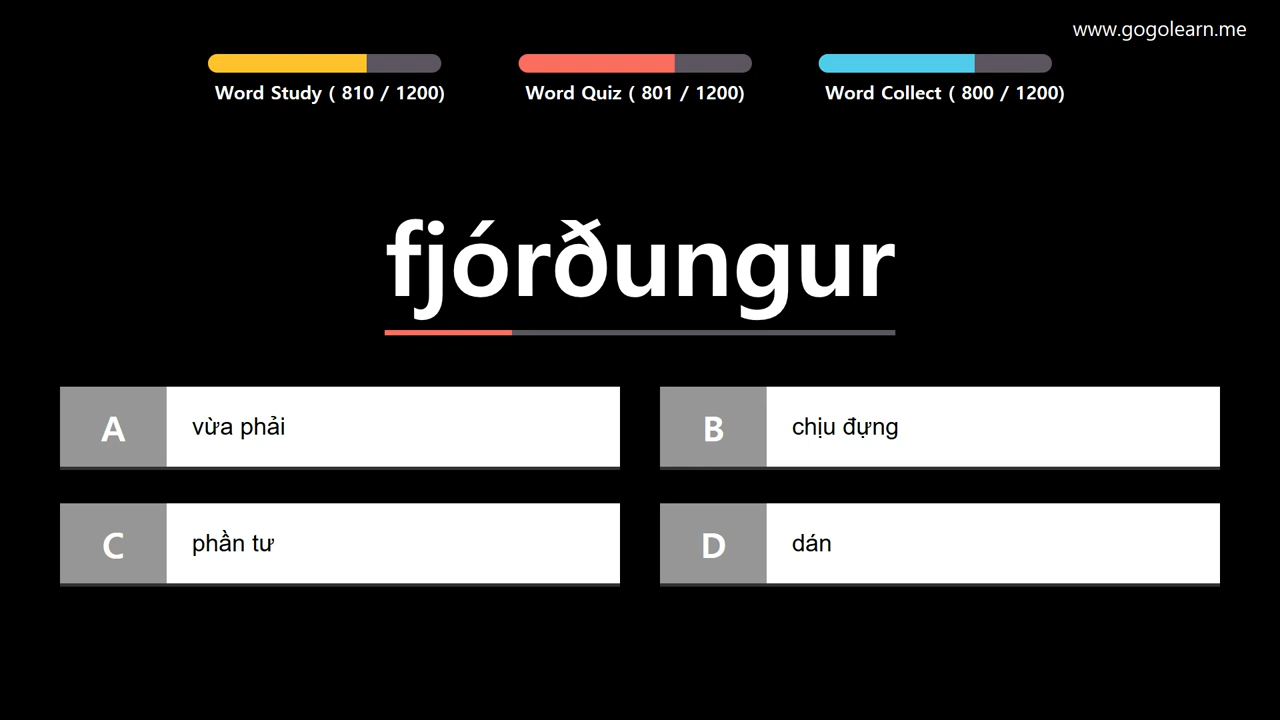 www.gogolearn.me
Word Study ( 810 / 1200)
Word Quiz ( 801 / 1200)
Word Collect ( 800 / 1200)
fjórðungur
A
vừa phải
B
chịu đựng
C
phần tư
D
dán